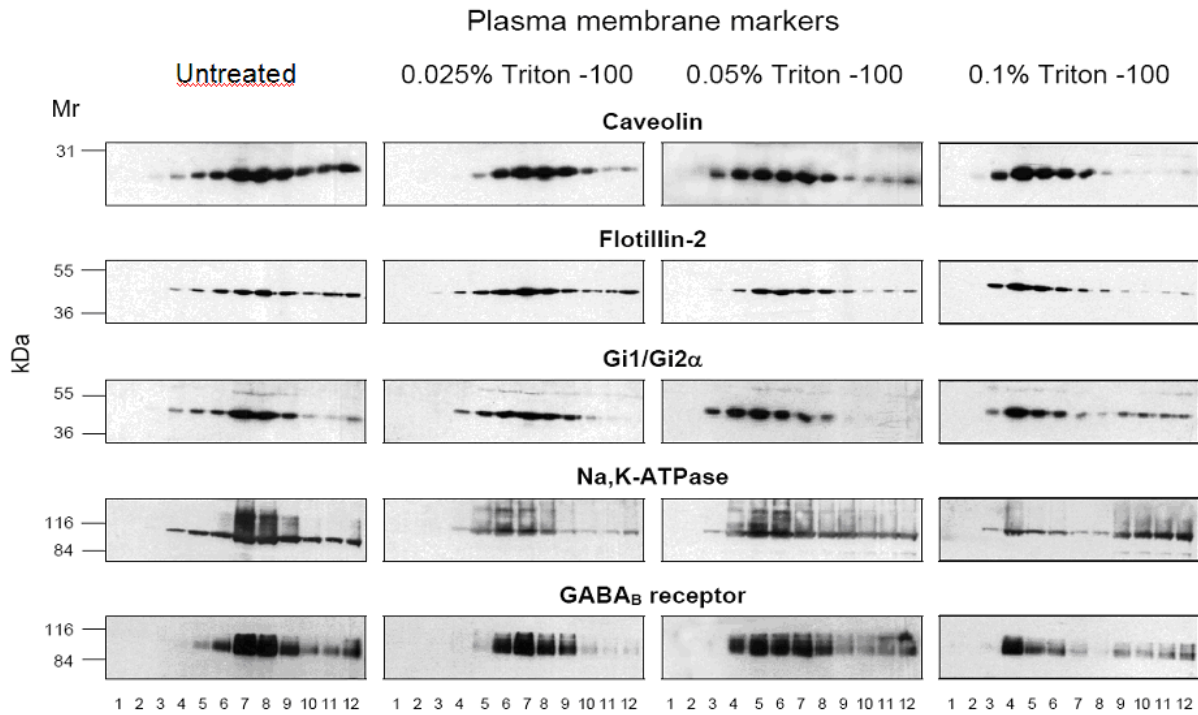 Plasma membrane markers
Untreated 0.025% Triton -100 0.05% Triton -100 0.1% Triton -100
Mr
Caveolin
31
Flotillin-2
55
36
kDa
Gi1/Gi2α
55
36
Na,K-ATPase
116
84
GABAB receptor
116
84
1 2 3 4 5 6 7 8 9 10 11 12 1 2 3 4 5 6 7 8 9 10 11 12 1 2 3 4 5 6 7 8 9 10 11 12 1 2 3 4 5 6 7 8 9 10 11 12